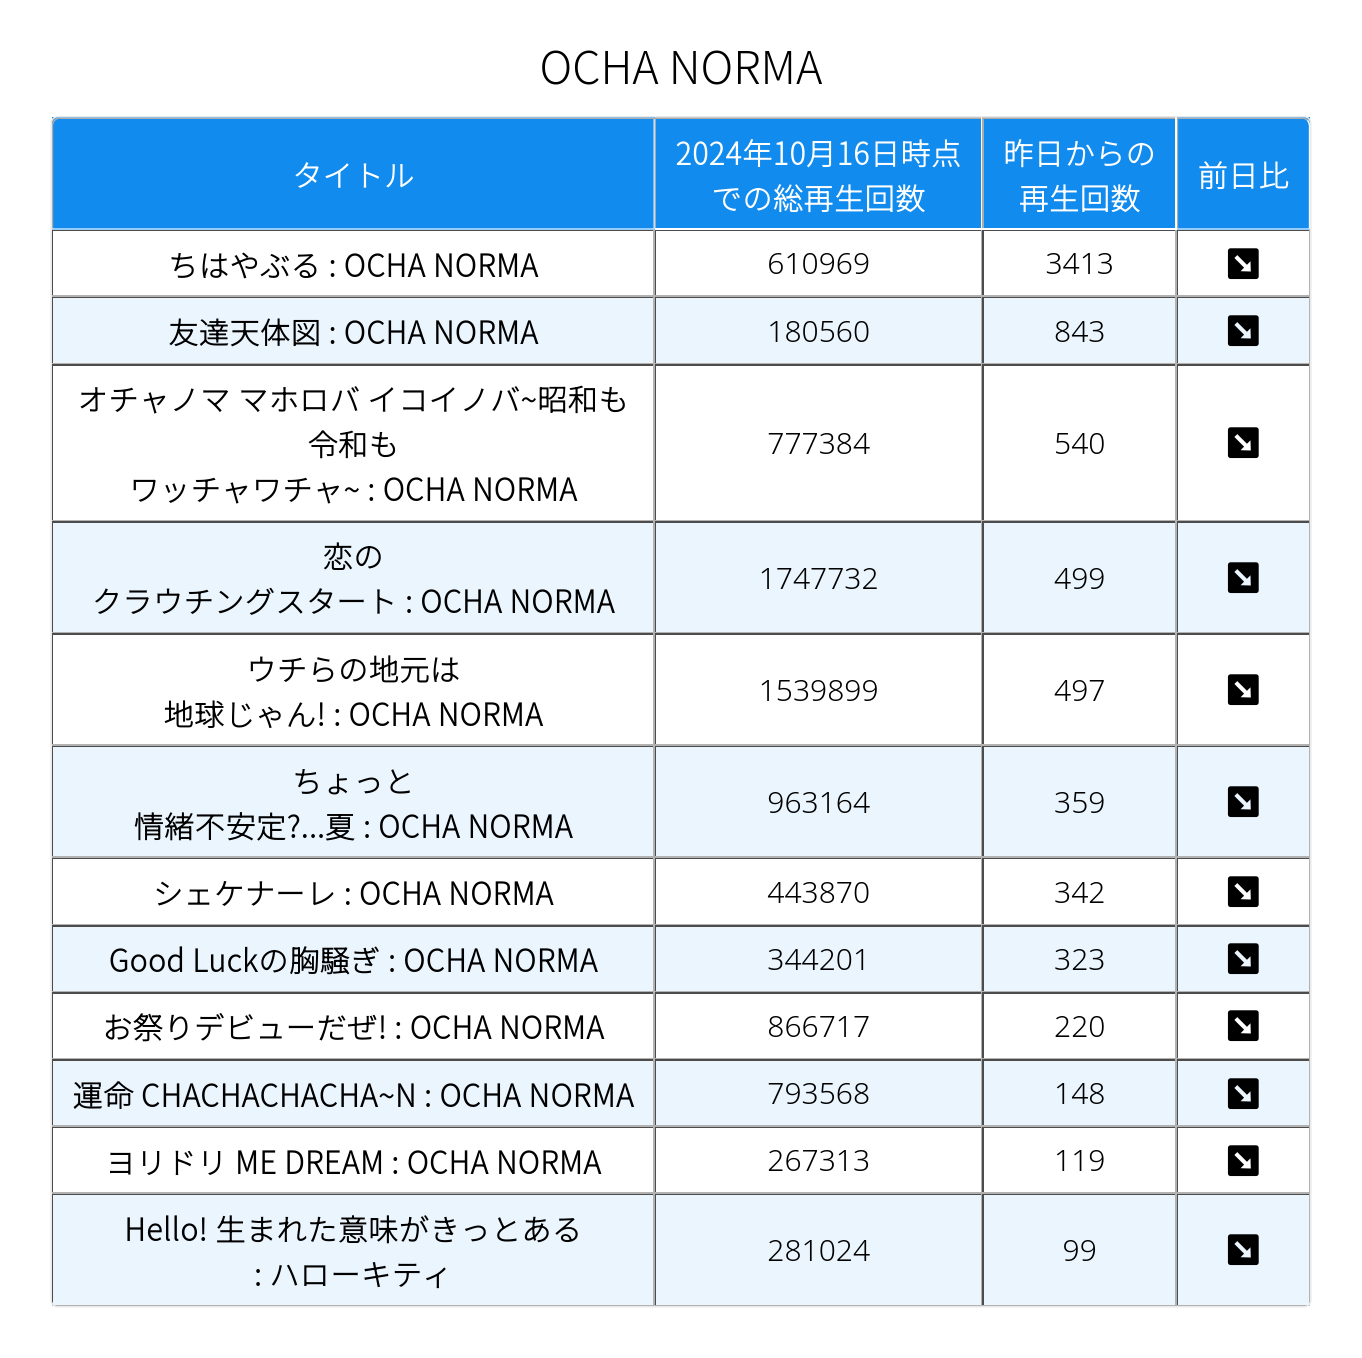 OCHA NORMA
タイトル
2024年10月16日時点
での総再生回数
昨日からの
再生回数
前日比
ちはやぶる : OCHA NORMA
610969
3413
友達天体図 : OCHA NORMA
180560
843
オチャノマ マホロバ イコイノバ~昭和も
令和も
ワッチャワチャ~ : OCHA NORMA
777384
540
恋の
クラウチングスタート : OCHA NORMA
1747732
499
ウチらの地元は
地球じゃん! : OCHA NORMA
1539899
497
ちょっと
情緒不安定?...夏 : OCHA NORMA
963164
359
シェケナーレ : OCHA NORMA
443870
342
Good Luckの胸騒ぎ : OCHA NORMA
344201
323
お祭りデビューだぜ! : OCHA NORMA
866717
220
運命 CHACHACHACHA~N : OCHA NORMA
793568
148
ヨリドリ ME DREAM : OCHA NORMA
267313
119
Hello! 生まれた意味がきっとある
: ハローキティ
281024
99